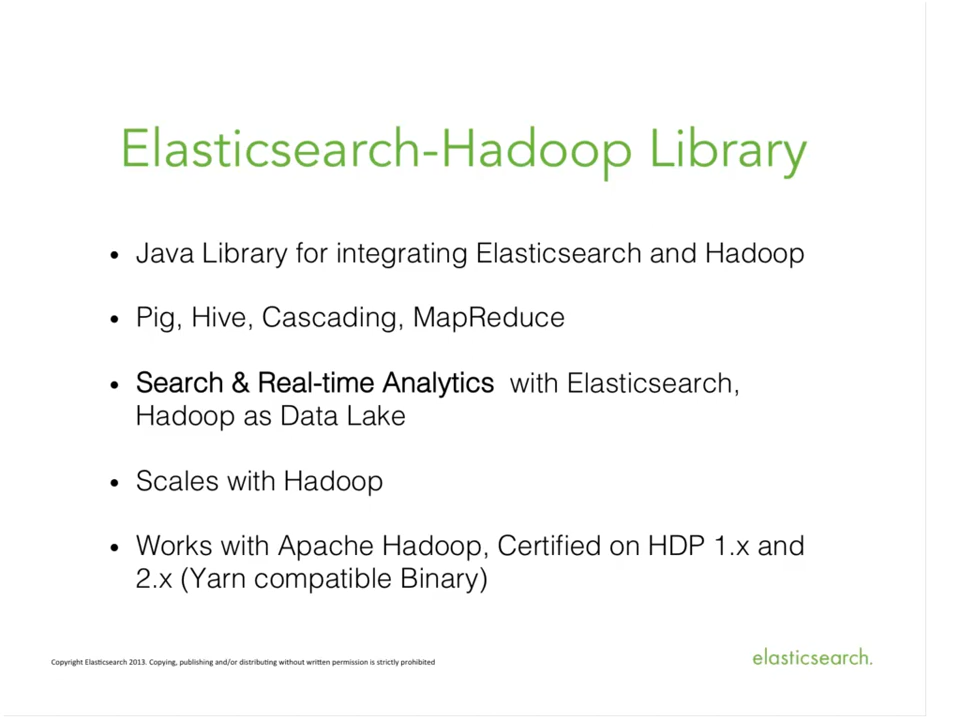 Elasticsearch-Hadoop Library
• Java Library for integrating Elasticsearch and Hadoop
• Pig, Hive, Cascading, MapReduce
• Search & Real-time Analytics with Elasticsearch,
Hadoop as Data Lake
• Scales with Hadoop
• Works with Apache Hadoop, Certified on HDP 1.x and
2.x (Yarn compatible Binary)
Copyright Elasticsearch 2013. Copying, publishing and/or distributing without written permission is strictly prohibited
elasticsearch.